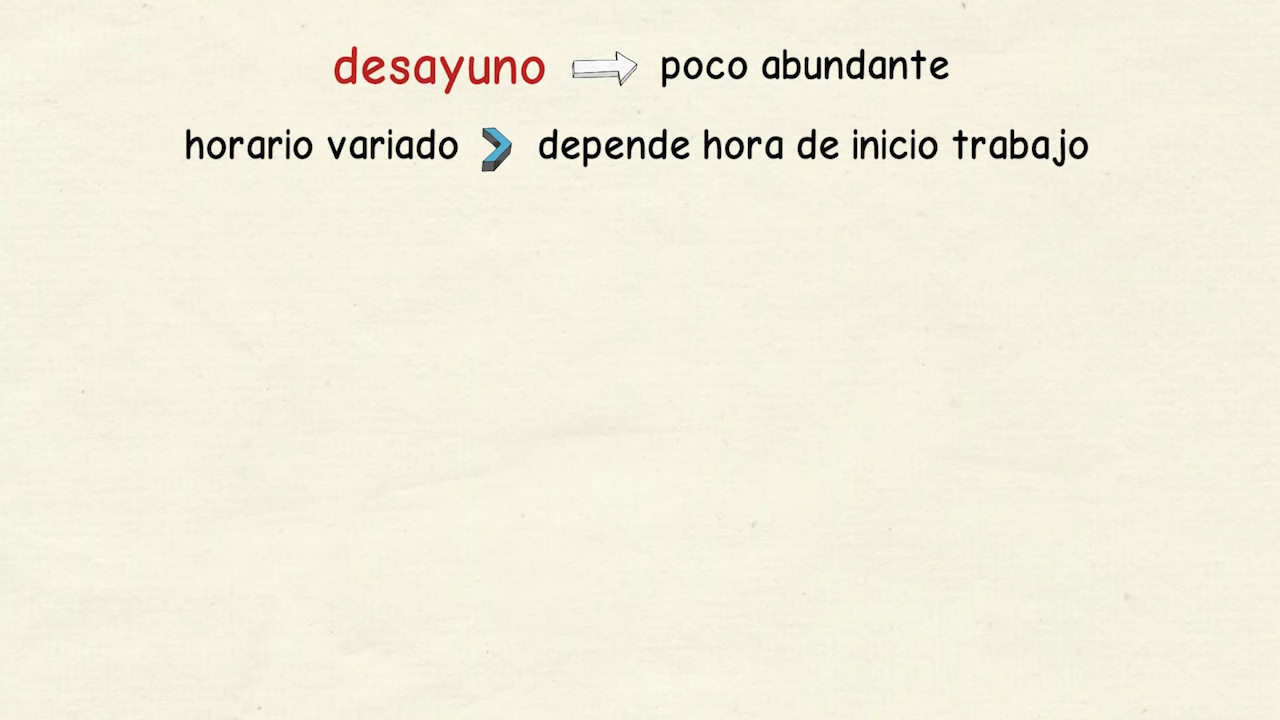 desayuno poco abundante
horario variado depende hora de inicio trabajo